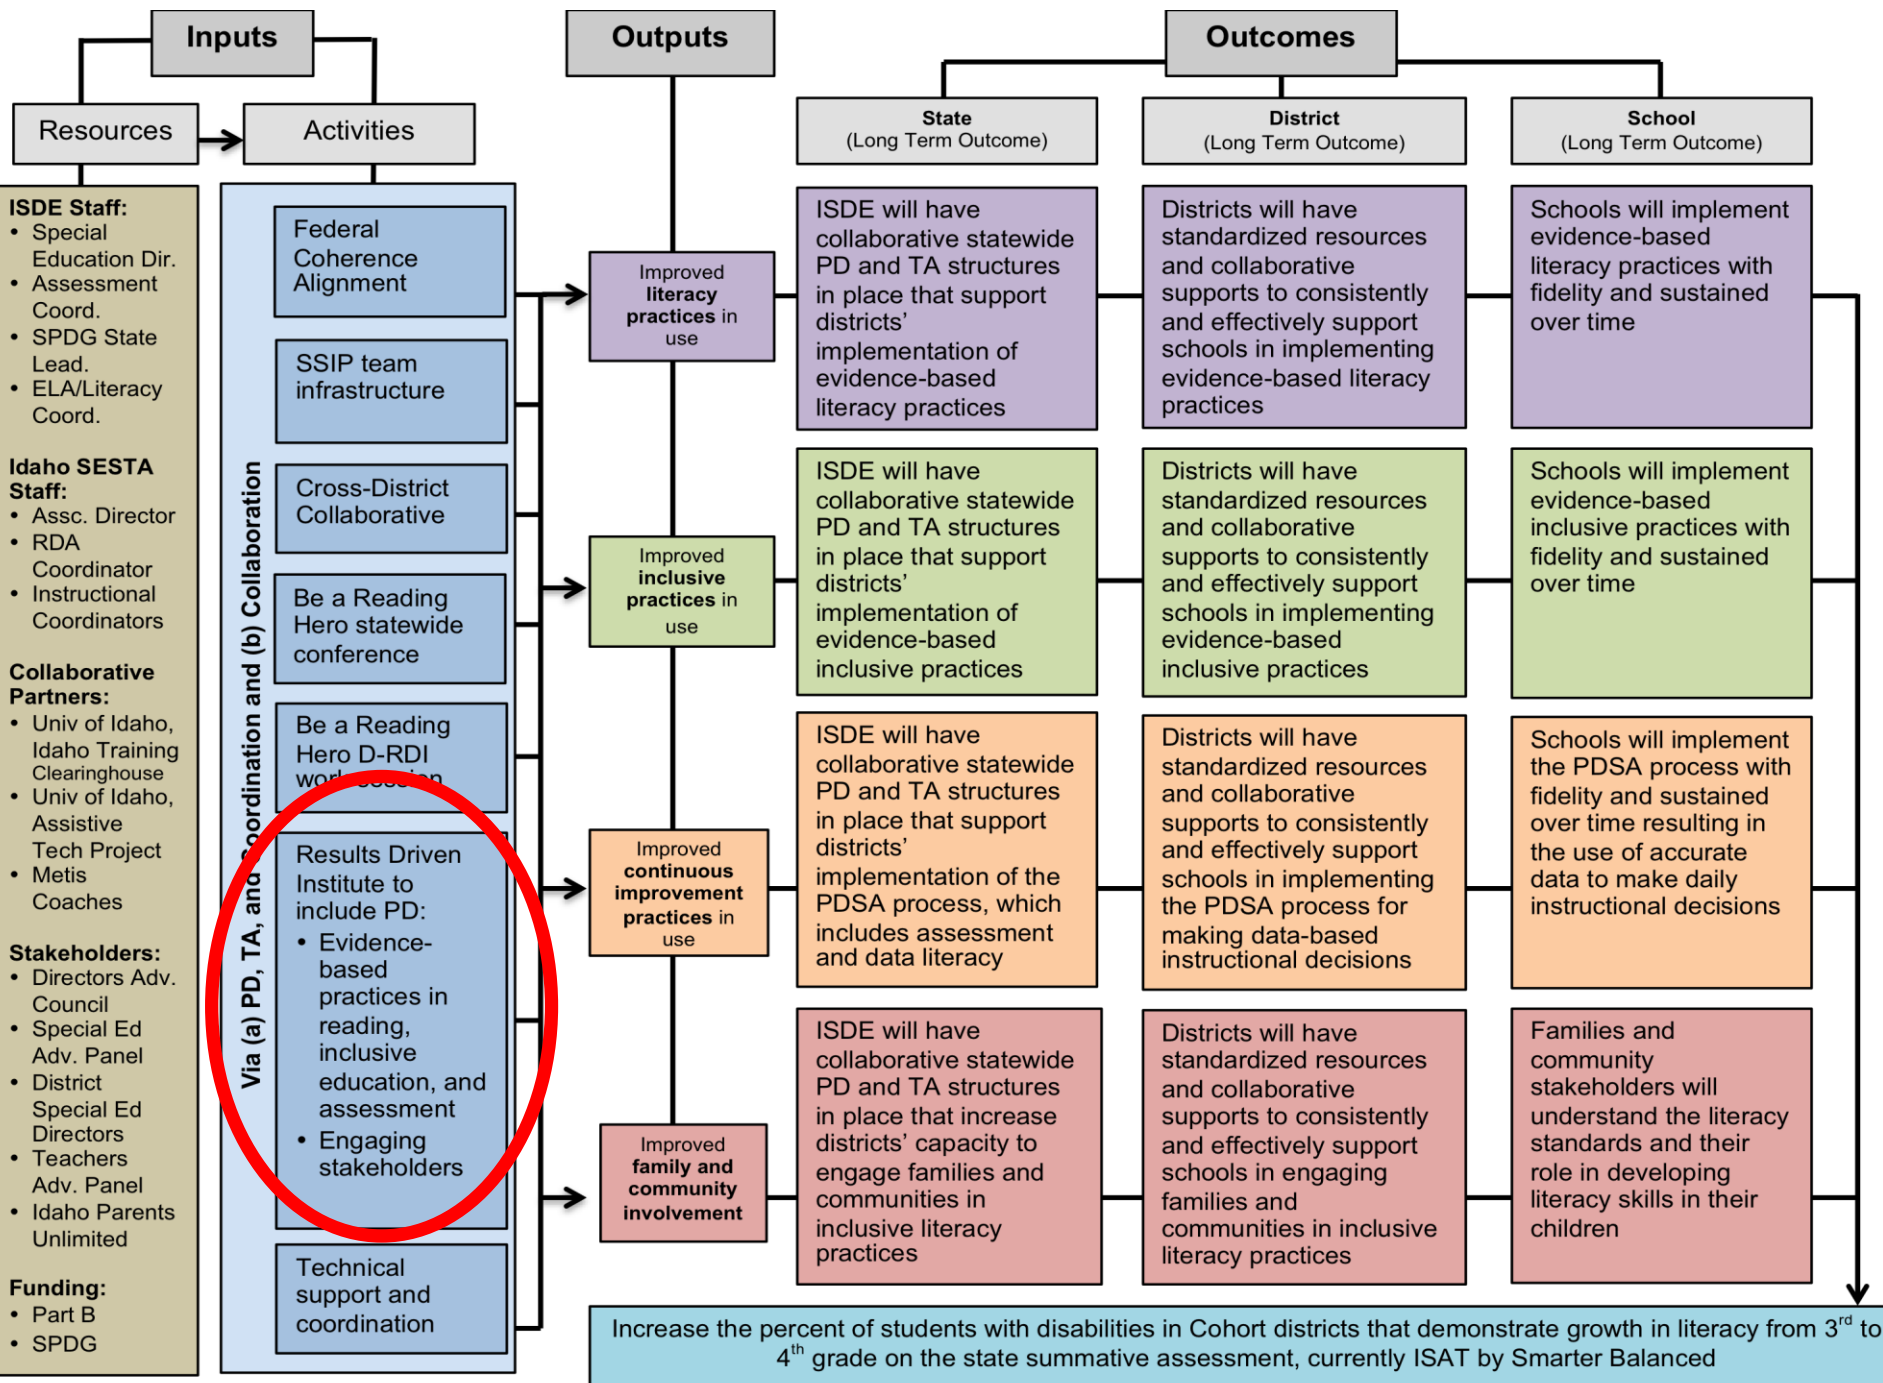 Inputs
Outputs
Outcomes
Resources
Activities
State
(Long Term Outcome)
District
(Long Term Outcome)
School
(Long Term Outcome)
ISDE Staff:
• Special
Education Dir.
• Assessment
Coord.
• SPDG State
Lead.
• ELA/Literacy
Coord.
Idaho SESTA
Staff:
• Assc. Director
• RDA
Coordinator
• Instructional
Coordinators
Collaborative
Partners:
• Univ of Idaho,
Idaho Training
Clearinghouse
• Univ of Idaho,
Assistive
Tech Project
• Metis
Coaches
Stakeholders:
• Directors Adv.
Council
• Special Ed
Adv. Panel
• District
Special Ed
Directors
• Teachers
Adv. Panel
• Idaho Parents
Unlimited
Funding:
• Part B
• SPDG
Via (a) PD, TA, and Coordination and (b) Collaboration
Federal
Coherence
Alignment
SSIP team
infrastructure
Cross-District
Collaborative
Be a Reading
Hero statewide
conference
Be a Reading
Hero D-RDI
work session
Results Driven
Institute to
include PD:
• Evidence-
based
practices in
reading,
inclusive
education, and
assessment
• Engaging
stakeholders
Technical
support and
coordination
Improved
literacy
practices in
use
Improved
inclusive
practices in
use
Improved
continuous
improvement
practices in
use
Improved
family and
community
involvement
ISDE will have
collaborative statewide
PD and TA structures
in place that support
districts'
implementation of
evidence-based
literacy practices
Districts will have
standardized resources
and collaborative
supports to consistently
and effectively support
schools in implementing
evidence-based literacy
practices
Schools will implement
evidence-based
literacy practices with
fidelity and sustained
over time
ISDE will have
collaborative statewide
PD and TA structures
in place that support
districts'
implementation of
evidence-based
inclusive practices
Districts will have
standardized resources
and collaborative
supports to consistently
and effectively support
schools in implementing
evidence-based
inclusive practices
Schools will implement
evidence-based
inclusive practices with
fidelity and sustained
over time
ISDE will have
collaborative statewide
PD and TA structures
in place that support
districts'
implementation of the
PDSA process, which
includes assessment
and data literacy
Districts will have
standardized resources
and collaborative
supports to consistently
and effectively support
schools in implementing
the PDSA process for
making data-based
instructional decisions
Schools will implement
the PDSA process with
fidelity and sustained
over time resulting in
the use of accurate
data to make daily
instructional decisions
ISDE will have
collaborative statewide
PD and TA structures
in place that increase
districts' capacity to
engage families and
communities in
inclusive literacy
practices
Districts will have
standardized resources
and collaborative
supports to consistently
and effectively support
schools in engaging
families and
communities in inclusive
literacy practices
Families and
community
stakeholders will
understand the literacy
standards and their
role in developing
literacy skills in their
children
Increase the percent of students with disabilities in Cohort districts that demonstrate growth in literacy from 3rd to
4th grade on the state summative assessment, currently ISAT by Smarter Balanced